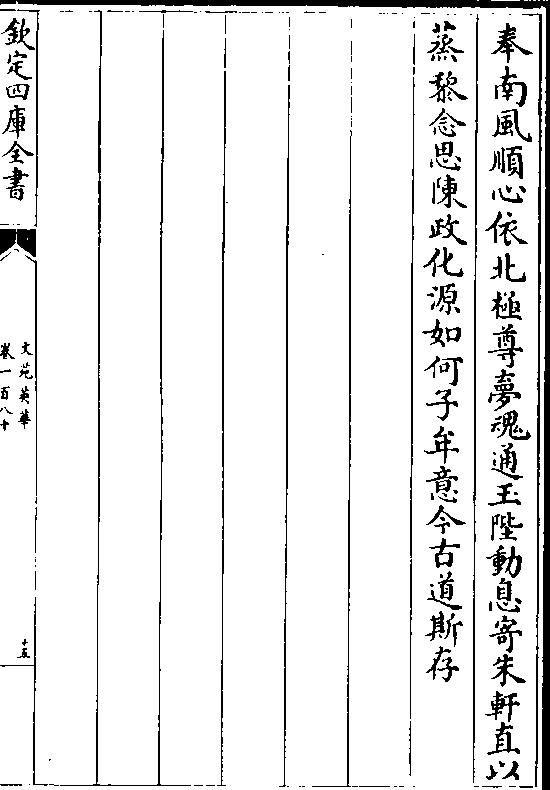 奉南風順心依北極尊夢魂通玉陛動息寄朱軒直以
蒸黎念思陳政化源如何子牟意今古道斯存
欽定四庫全書
文苑英華
卷一百八十
十五